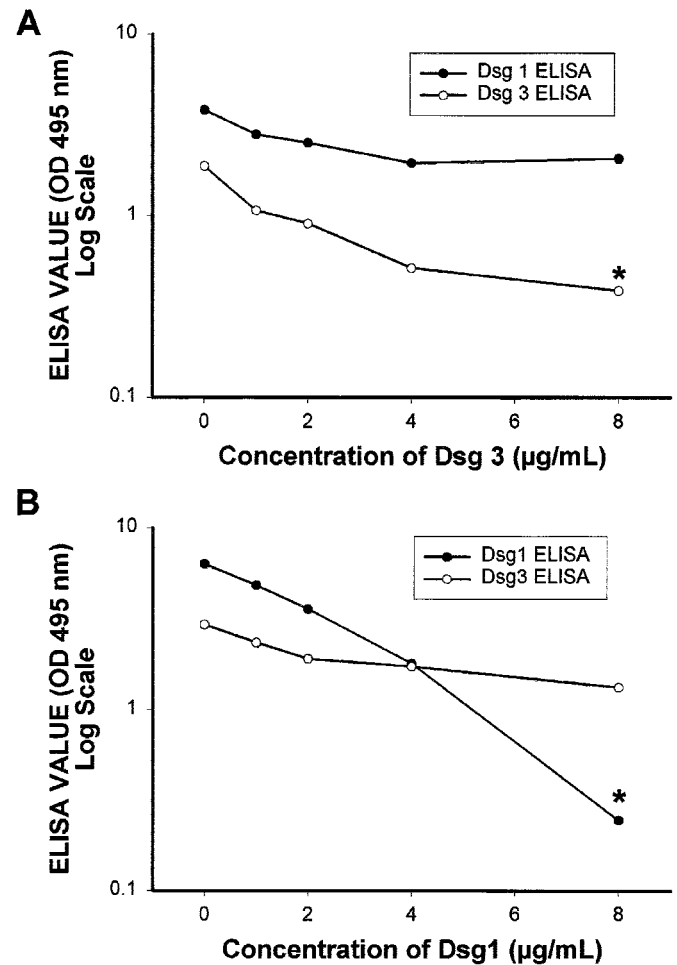 A
10
1
0.1
ELISA VALUE (OD 495 nm)
Log Scale
Dsg 1 ELISA
Dsg 3 ELISA
*
0 2 4 6 8
Concentration of Dsg 3 (µg/mL)
B
10
1
0.1
ELISA VALUE (OD 495 nm)
Log Scale
Dsg1 ELISA
Dsg3 ELISA
*
0 2 4 6 8
Concentration of Dsg1 (µg/mL)